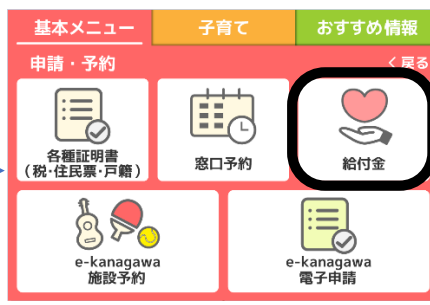 基本メニュー
子育て
おすすめ情報
申請・予約
く戻る
各種証明書
(税・住民票・戸籍)
窓口予約
給付金
e-kanagawa
施設予約
e-kanagawa
電子申請